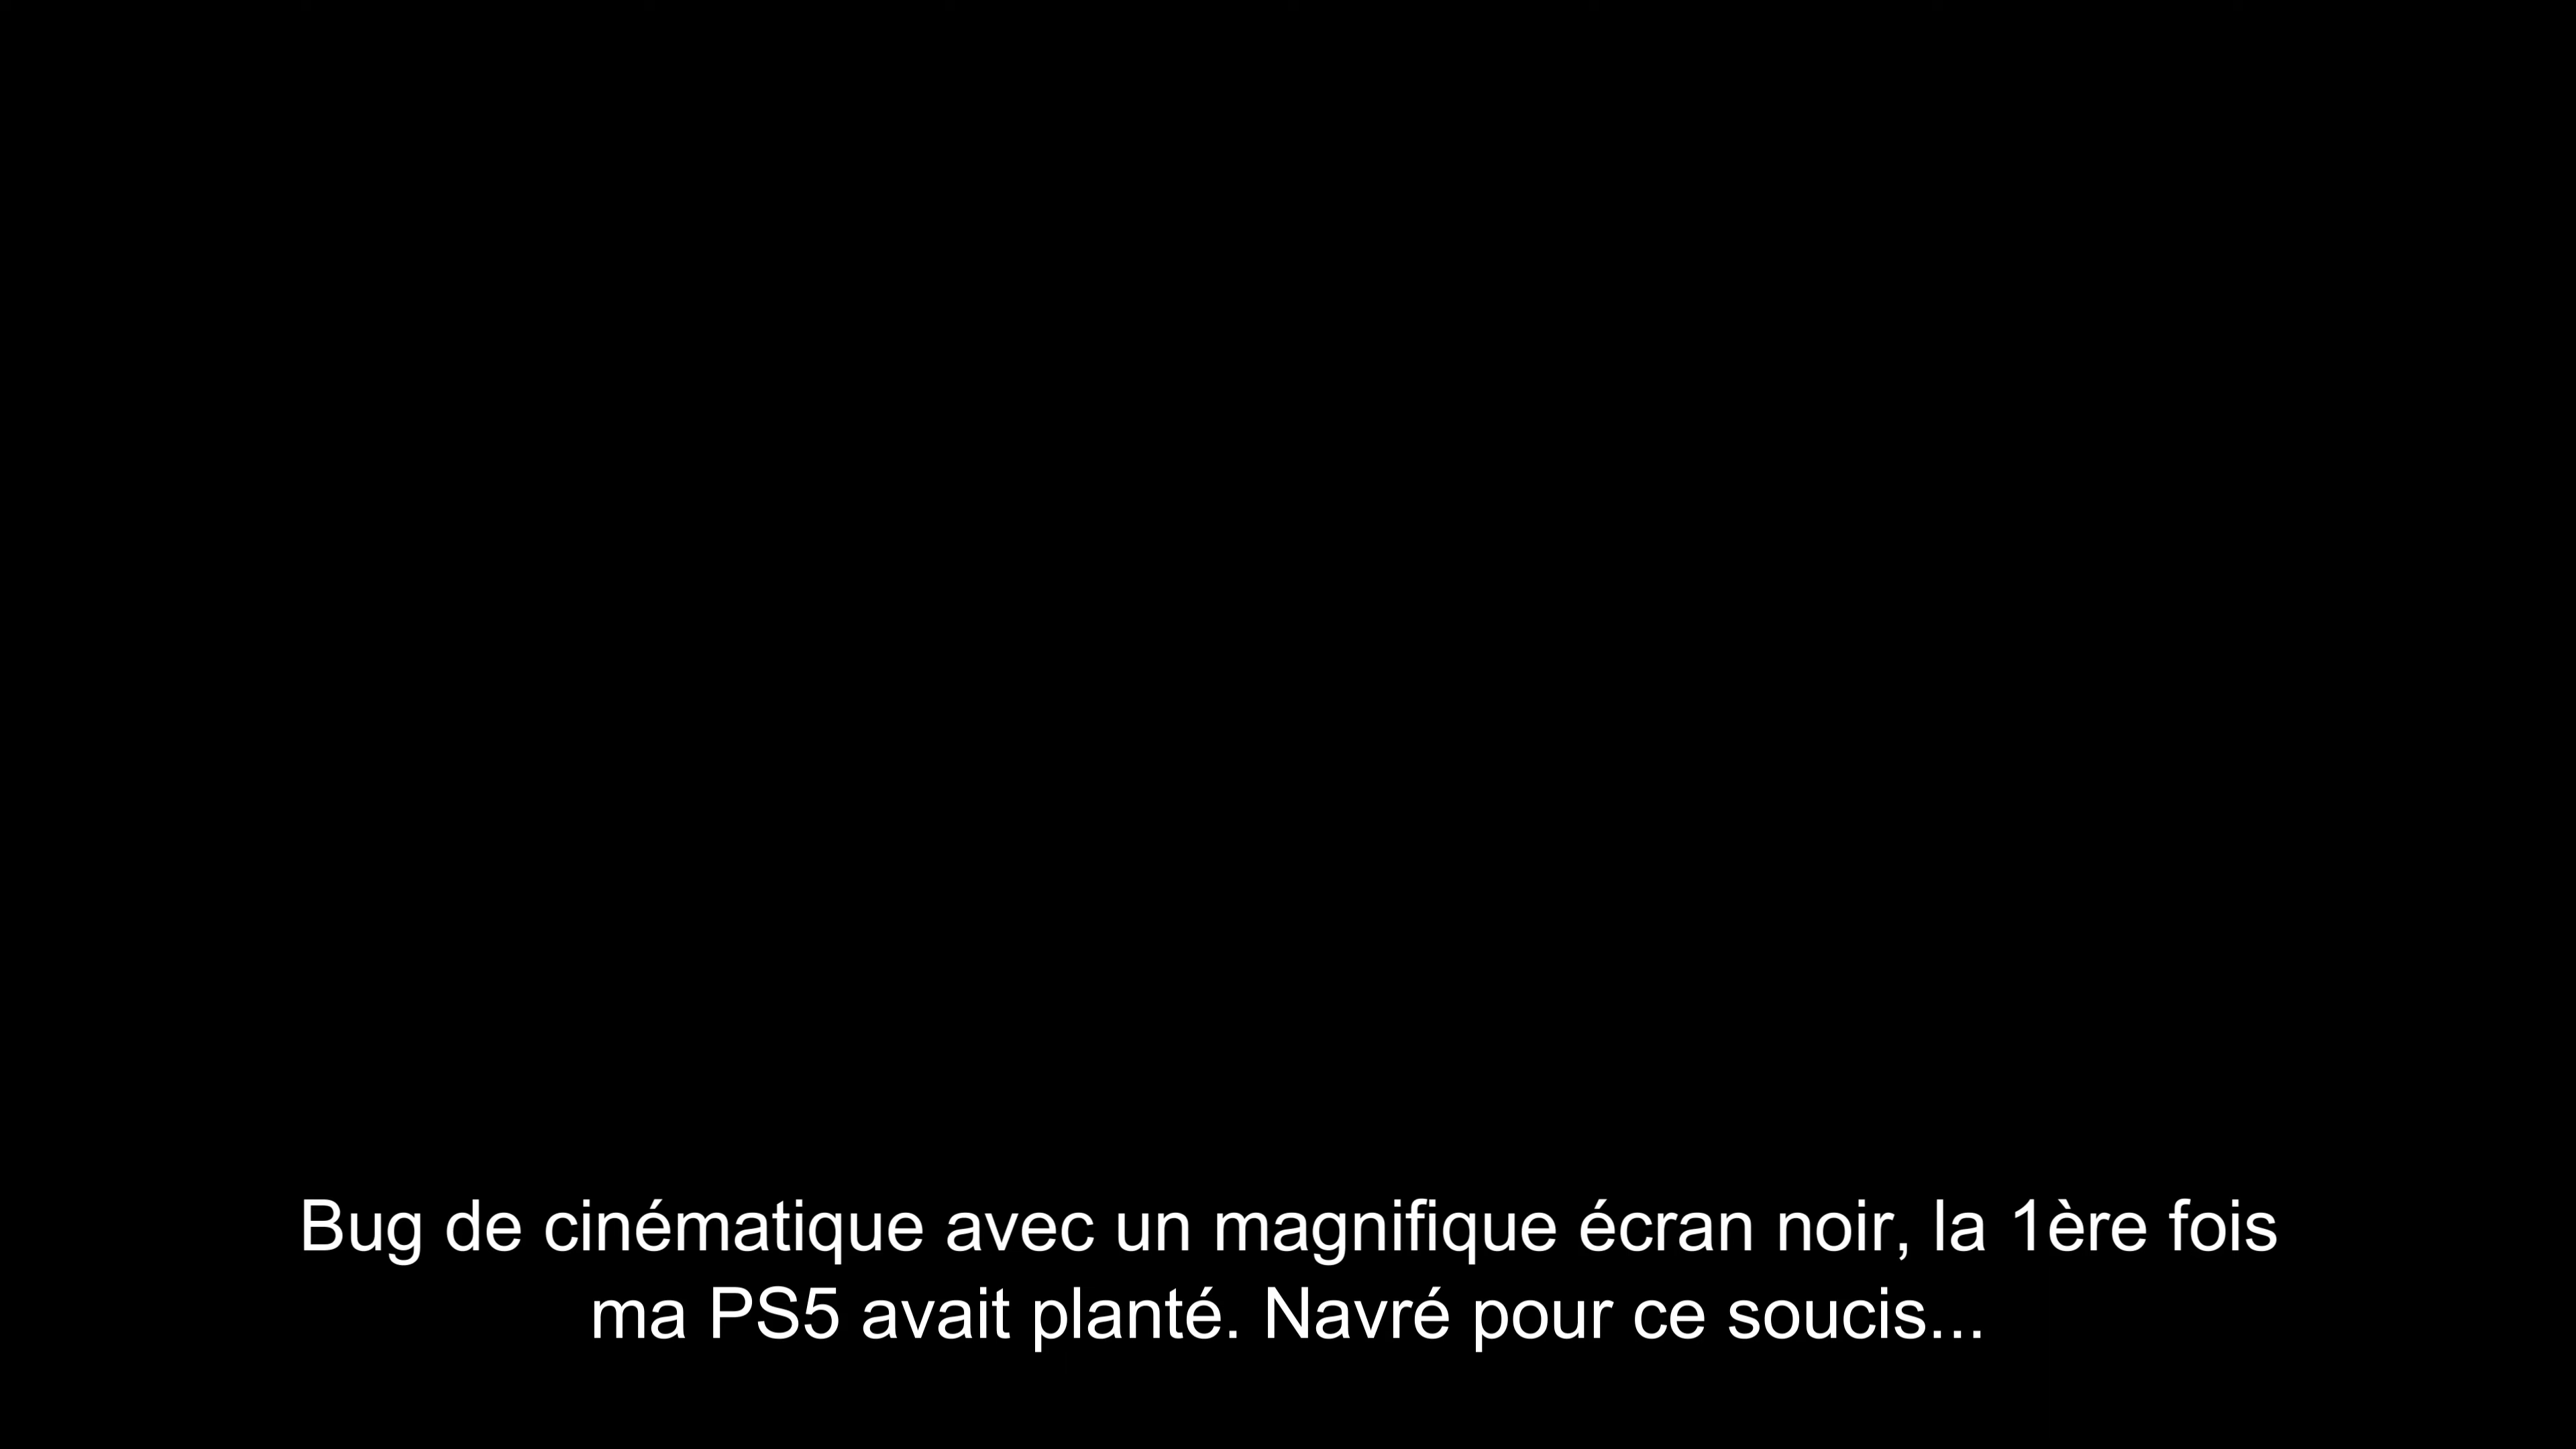 Bug de cinématique avec un magnifique écran noir, la 1ère fois
ma PS5 avait planté. Navré pour ce soucis...